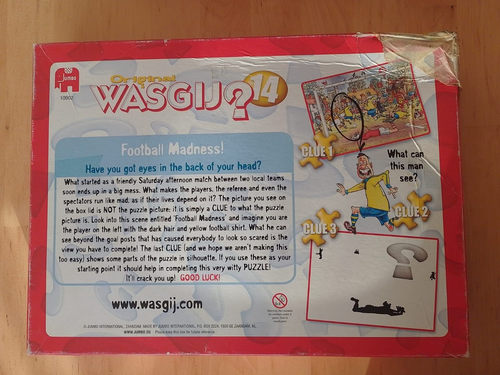 Jumbo
Original
WASGIJ? 14
Football Madness!
Have you got eyes in the back of your head?
What started as a friendly Saturday afternoon match between two local teams
soon ends up in a big mess. What makes the players, the referee and even the
spectators run like mad, as if their lives depend on it? The picture you see on
the box lid is NOT the puzzle picture: it is simply a CLUE to what the puzzle
picture is. Look into this scene entitled 'Football Madness' and imagine you are
the player on the left with the dark hair and yellow football shirt. What he can
see beyond the goal posts that has caused everybody to look so scared is the
view you have to complete! The last CLUE (and we hope we aren't making this
too easy) shows some parts of the puzzle in silhouette. If you use these as your
starting point it should help in completing this very witty PUZZLE!
It'll crack you up! GOOD LUCK!
CLUE 1
What can
this man
see?
CLUE 2
CLUE 3
www.wasgij.com
WWW.JUMBO.EU